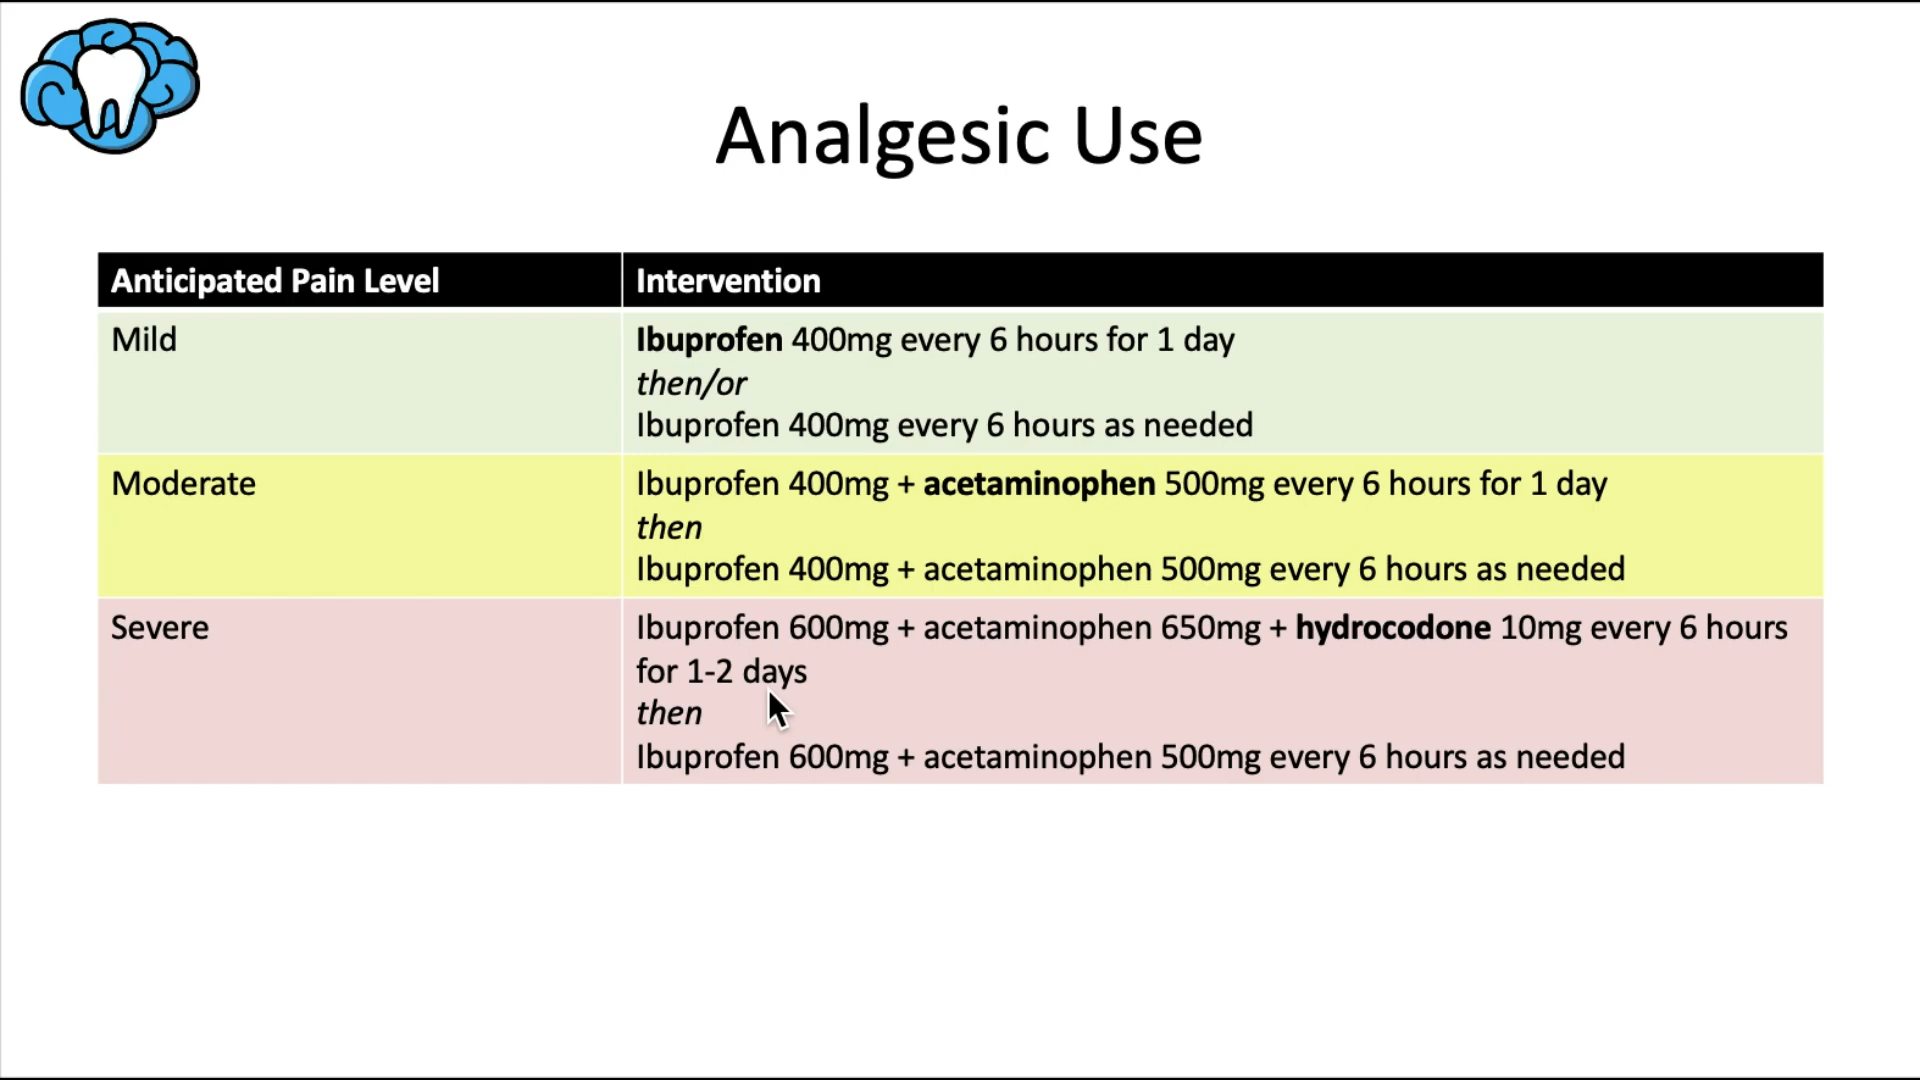 Analgesic Use
Anticipated Pain Level
Intervention
Mild
Ibuprofen 400mg every 6 hours for 1 day
then/or
Ibuprofen 400mg every 6 hours as needed
Moderate
Ibuprofen 400mg + acetaminophen 500mg every 6 hours for 1 day
then
Ibuprofen 400mg + acetaminophen 500mg every 6 hours as needed
Severe
Ibuprofen 600mg + acetaminophen 650mg + hydrocodone 10mg every 6 hours
for 1-2 days
then
Ibuprofen 600mg + acetaminophen 500mg every 6 hours as needed